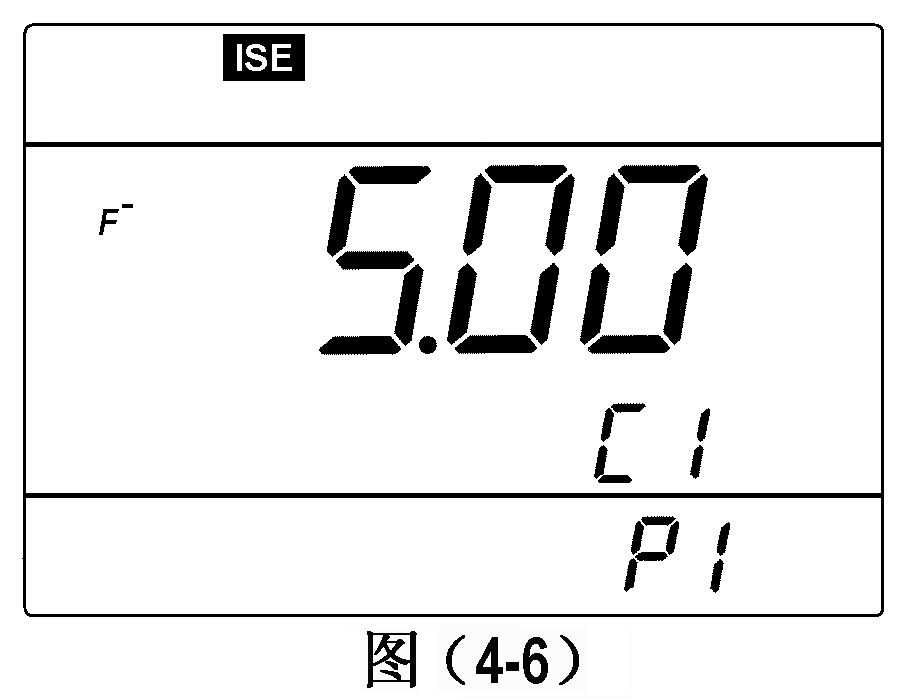 ISE
F⁻ 5.00
C1
P1
图（4-6）